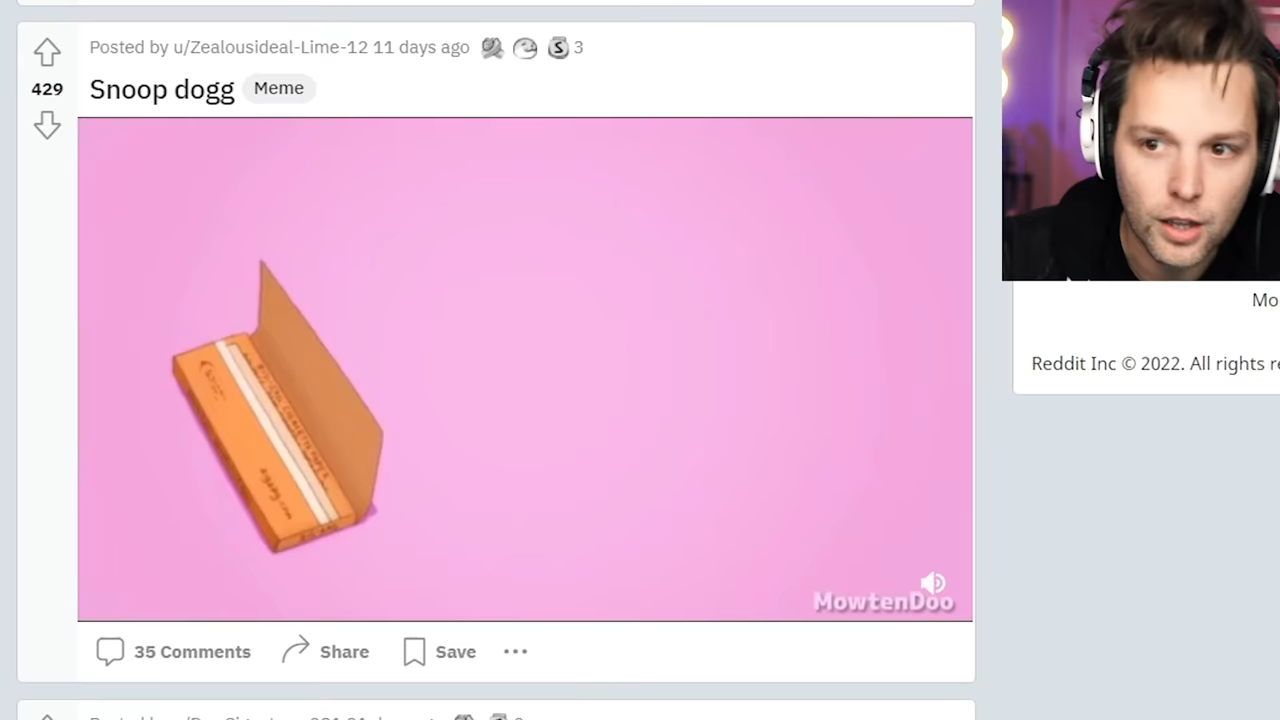 Posted by u/Zealousideal-Lime-12 11 days ago
3
429
Snoop dogg
Meme
MowtenDoo
35 Comments
Share
Save
Mo
Reddit Inc © 2022. All rights re